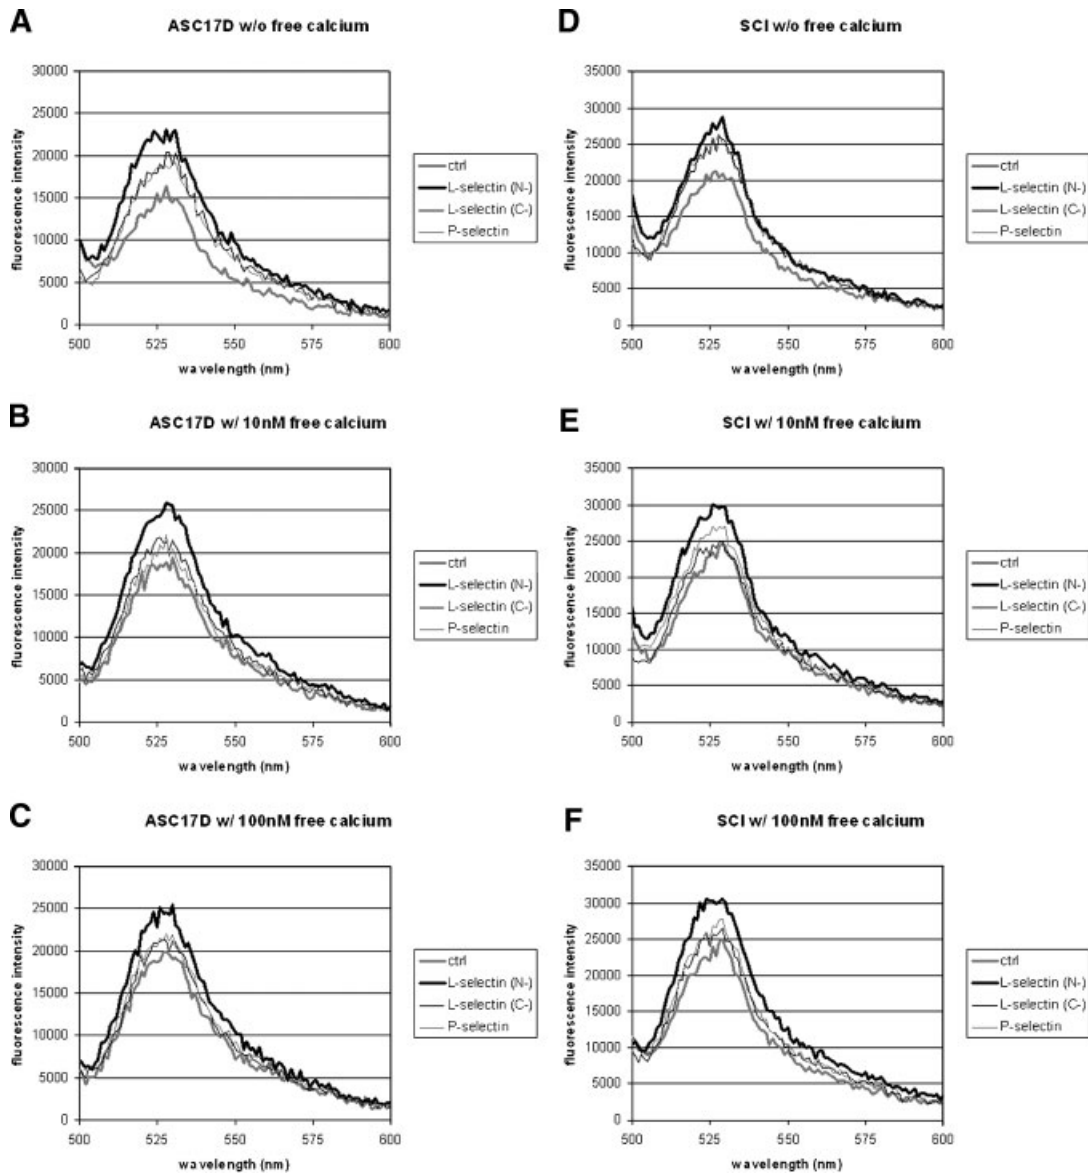 A
ASC17D w/o free calcium
fluorescence intensity
30000
25000
20000
15000
10000
5000
0
500 525 550 575 600
wavelength (nm)
ctrl
L-selectin (N-)
L-selectin (C-)
P-selectin
D
SCI w/o free calcium
fluorescence intensity
35000
30000
25000
20000
15000
10000
5000
0
500 525 550 575 600
wavelength (nm)
ctrl
L-selectin (N-)
L-selectin (C-)
P-selectin
B
ASC17D w/ 10nM free calcium
fluorescence intensity
30000
25000
20000
15000
10000
5000
0
500 525 550 575 600
wavelength (nm)
ctrl
L-selectin (N-)
L-selectin (C-)
P-selectin
E
SCI w/ 10nM free calcium
fluorescence intensity
35000
30000
25000
20000
15000
10000
5000
0
500 525 550 575 600
wavelength (nm)
ctrl
L-selectin (N-)
L-selectin (C-)
P-selectin
C
ASC17D w/ 100nM free calcium
fluorescence intensity
30000
25000
20000
15000
10000
5000
0
500 525 550 575 600
wavelength (nm)
ctrl
L-selectin (N-)
L-selectin (C-)
P-selectin
F
SCI w/ 100nM free calcium
fluorescence intensity
35000
30000
25000
20000
15000
10000
5000
0
500 525 550 575 600
wavelength (nm)
ctrl
L-selectin (N-)
L-selectin (C-)
P-selectin